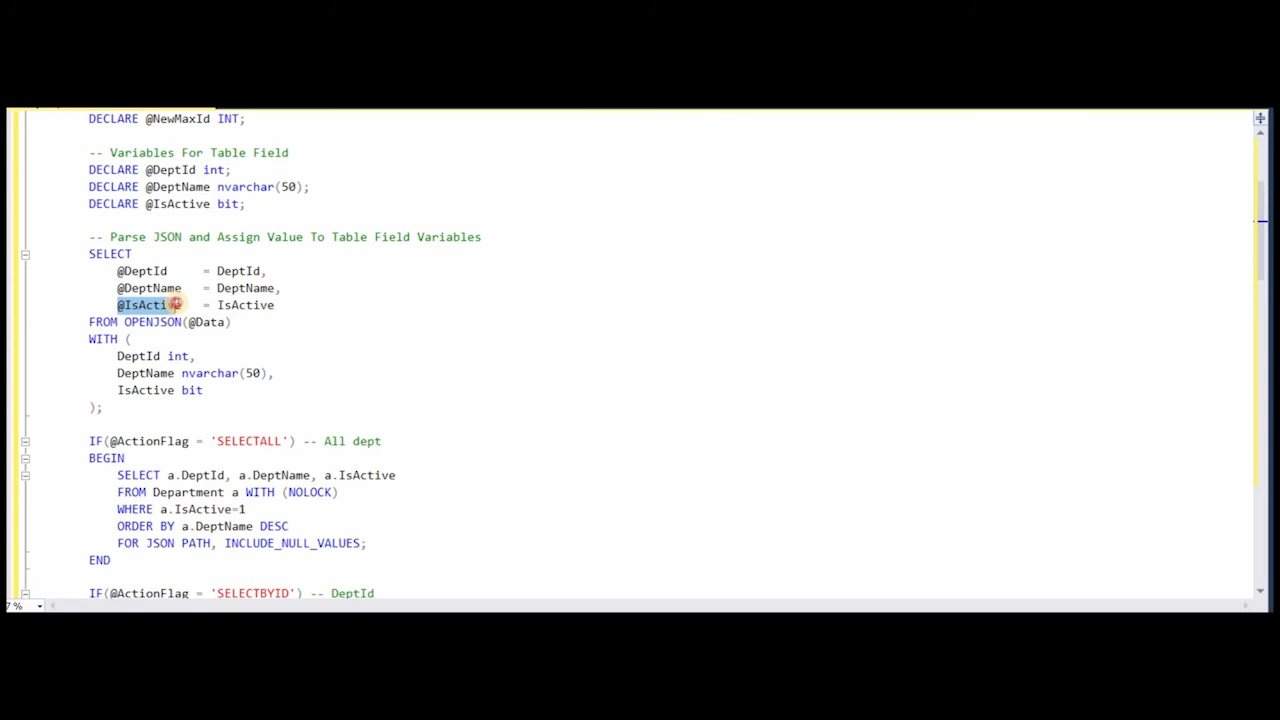 DECLARE @NewMaxId INT;
-- Variables For Table Field
DECLARE @DeptId int;
DECLARE @DeptName nvarchar(50);
DECLARE @IsActive bit;
-- Parse JSON and Assign Value To Table Field Variables
SELECT
@DeptId = DeptId,
@DeptName = DeptName,
@IsActive = IsActive
FROM OPENJSON(@Data)
WITH (
DeptId int,
DeptName nvarchar(50),
IsActive bit
);
IF(@ActionFlag = 'SELECTALL') -- All dept
BEGIN
SELECT a.DeptId, a.DeptName, a.IsActive
FROM Department a WITH (NOLOCK)
WHERE a.IsActive=1
ORDER BY a.DeptName DESC
FOR JSON PATH, INCLUDE_NULL_VALUES;
END
IF(@ActionFlag = 'SELECTBYID') -- DeptId
7 %